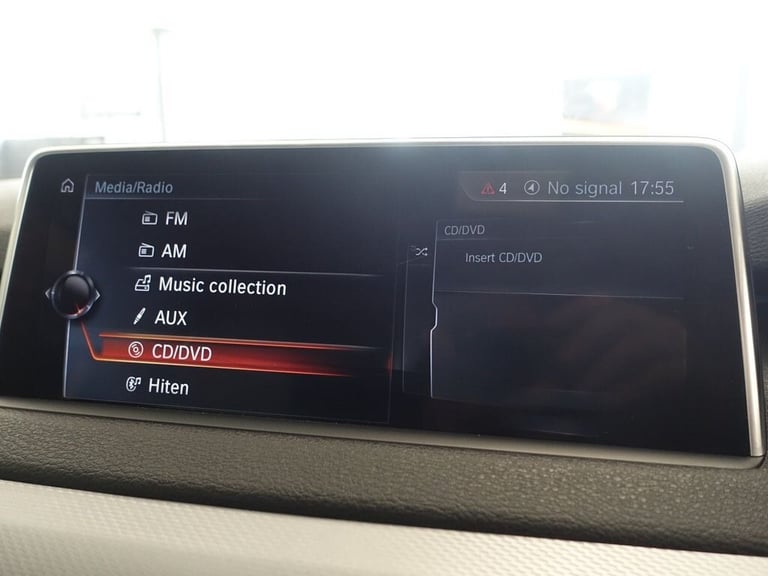 Media/Radio
4 No signal 17:55
FM
AM
Music collection
AUX
CD/DVD
Hiten
CD/DVD
Insert CD/DVD